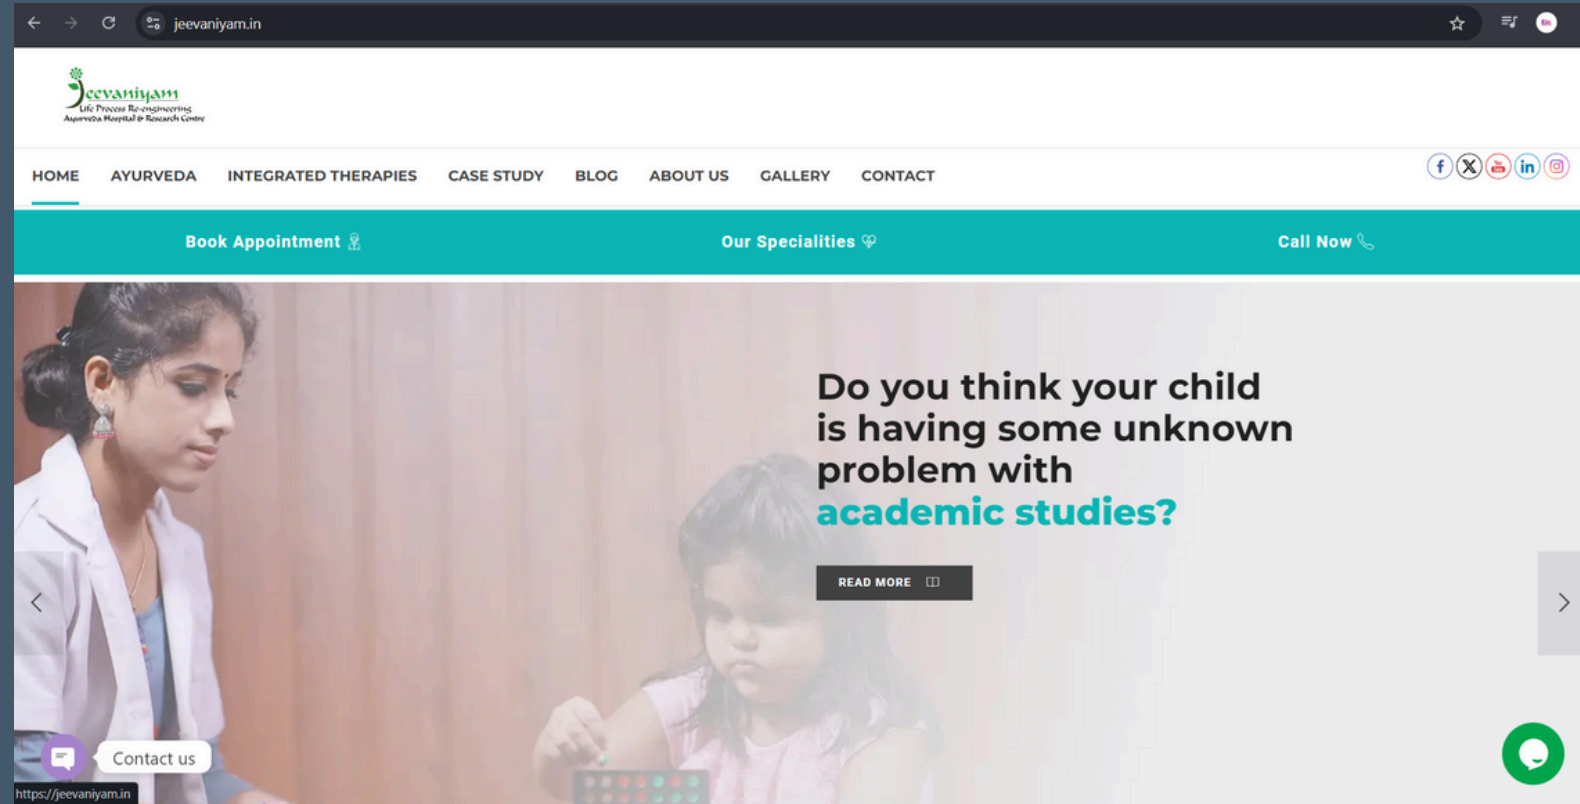 jeevaniyam.in
Jeevaniyam
Life Process Re-engineering
Ayurveda Hospital & Research Centre
HOME AYURVEDA INTEGRATED THERAPIES CASE STUDY BLOG ABOUT US GALLERY CONTACT
Book Appointment Our Specialities Call Now
Do you think your child
is having some unknown
problem with
academic studies?
READ MORE
Contact us
https://jeevaniyam.in